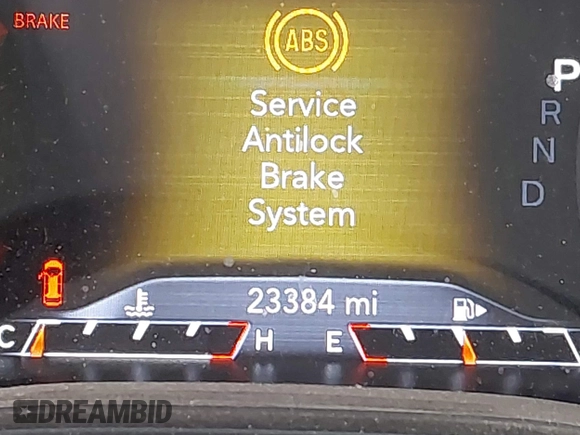 BRAKE
ABS
P
Service
R
Antilock
N
Brake
D
System
23384 mi
C
H
E
DREAMBID